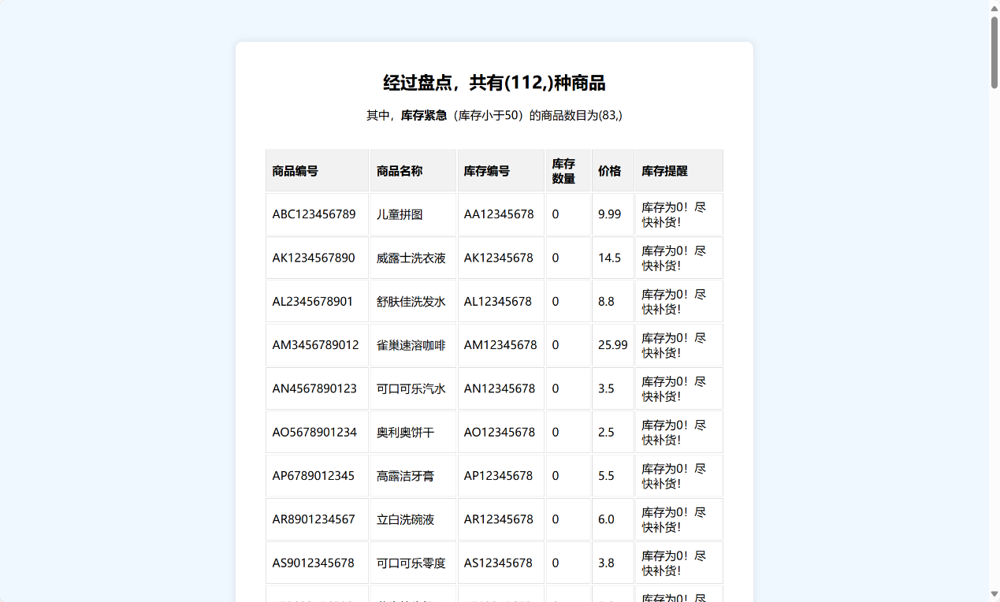 经过盘点，共有(112,)种商品
其中，库存紧急（库存小于50）的商品数目为(83,)
商品编号 商品名称 库存编号 库存数量 价格 库存提醒
ABC123456789 儿童拼图 AA12345678 0 9.99 库存为0！尽快补货！
AK1234567890 威露士洗衣液 AK12345678 0 14.5 库存为0！尽快补货！
AL2345678901 舒肤佳洗发水 AL12345678 0 8.8 库存为0！尽快补货！
AM3456789012 雀巢速溶咖啡 AM12345678 0 25.99 库存为0！尽快补货！
AN4567890123 可口可乐汽水 AN12345678 0 3.5 库存为0！尽快补货！
AO5678901234 奥利奥饼干 AO12345678 0 2.5 库存为0！尽快补货！
AP6789012345 高露洁牙膏 AP12345678 0 5.5 库存为0！尽快补货！
AR8901234567 立白洗碗液 AR12345678 0 6.0 库存为0！尽快补货！
AS9012345678 可口可乐零度 AS12345678 0 3.8 库存为0！尽快补货！
库存为0！尽